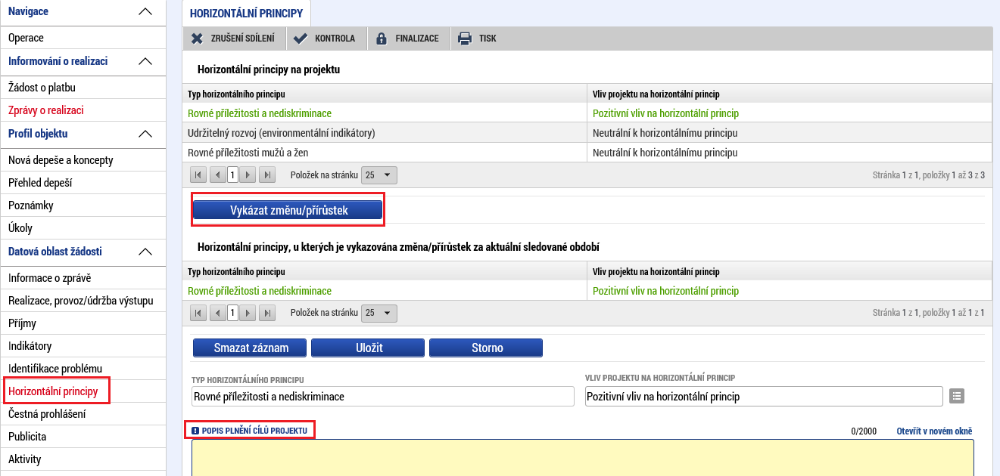 Navigace
Operace
Informování o realizaci
Žádost o platbu
Zprávy o realizaci
Profil objektu
Nová depeše a koncepty
Přehled depeší
Poznámky
Úkoly
Datová oblast žádosti
Informace o zprávě
Realizace, provoz/údržba výstupu
Příjmy
Indikátory
Identifikace problému
Horizontální principy
Čestná prohlášení
Publicita
Aktivity
HORIZONTÁLNÍ PRINCIPY
ZRUŠENÍ SDÍLENÍ KONTROLA FINALIZACE TISK
Horizontální principy na projektu
Typ horizontálního principu Vliv projektu na horizontální princip
Rovné příležitosti a nediskriminace Pozitivní vliv na horizontální princip
Udržitelný rozvoj (environmentální indikátory) Neutrální k horizontálnímu principu
Rovné příležitosti mužů a žen Neutrální k horizontálnímu principu
1 Položek na stránku 25 Stránka 1 z 1, položky 1 až 3 z 3
Vykázat změnu/přírůstek
Horizontální principy, u kterých je vykazována změna/přírůstek za aktuální sledované období
Typ horizontálního principu Vliv projektu na horizontální princip
Rovné příležitosti a nediskriminace Pozitivní vliv na horizontální princip
1 Položek na stránku 25 Stránka 1 z 1, položky 1 až 1 z 1
Smazat záznam Uložit Storno
TYP HORIZONTÁLNÍHO PRINCIPU VLIV PROJEKTU NA HORIZONTÁLNÍ PRINCIP
Rovné příležitosti a nediskriminace Pozitivní vliv na horizontální princip
POPIS PLNĚNÍ CÍLŮ PROJEKTU 0/2000 Otevřít v novém okně